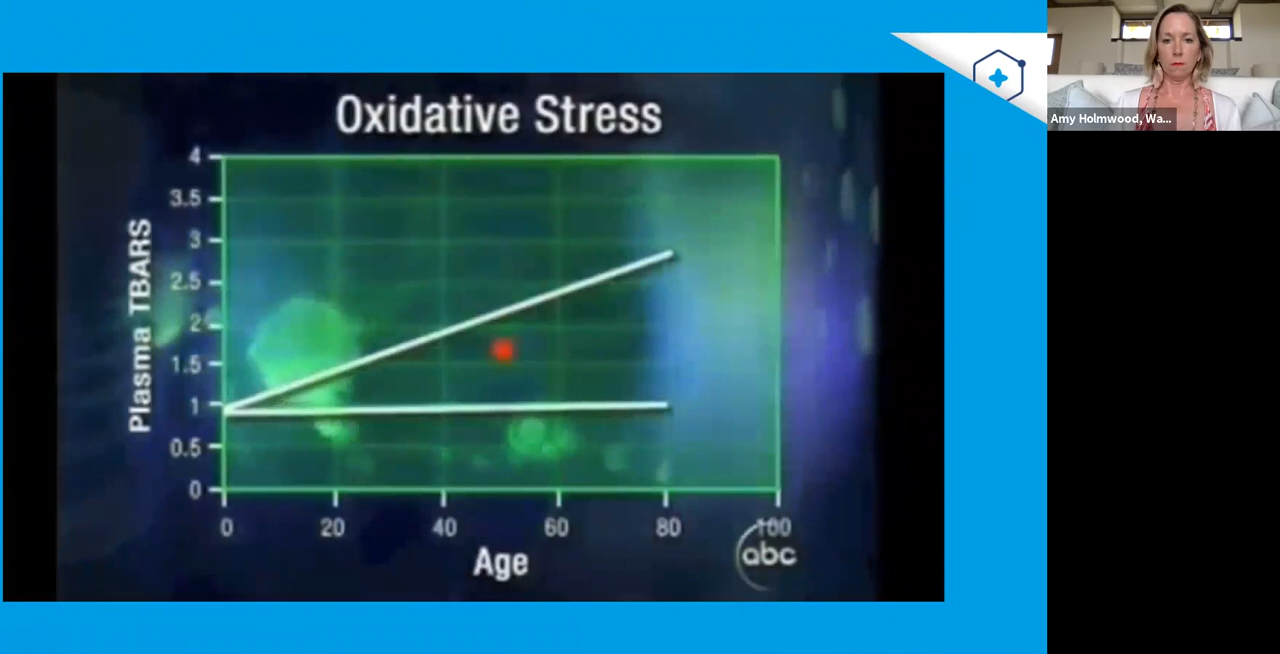 Oxidative Stress
Plasma TBARS
4
3.5
3
2.5
2
1.5
1
0.5
0
0 20 40 60 80 100
Age
abc
Amy Holmwood, Wa...